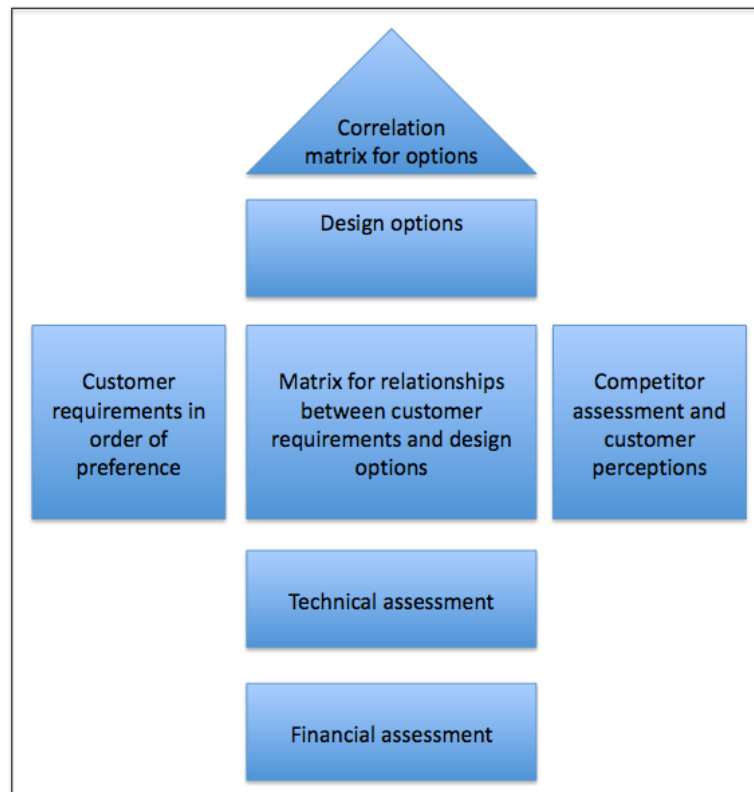 Correlation
matrix for options
Design options
Customer
requirements in
order of
preference
Matrix for relationships
between customer
requirements and design
options
Competitor
assessment and
customer
perceptions
Technical assessment
Financial assessment